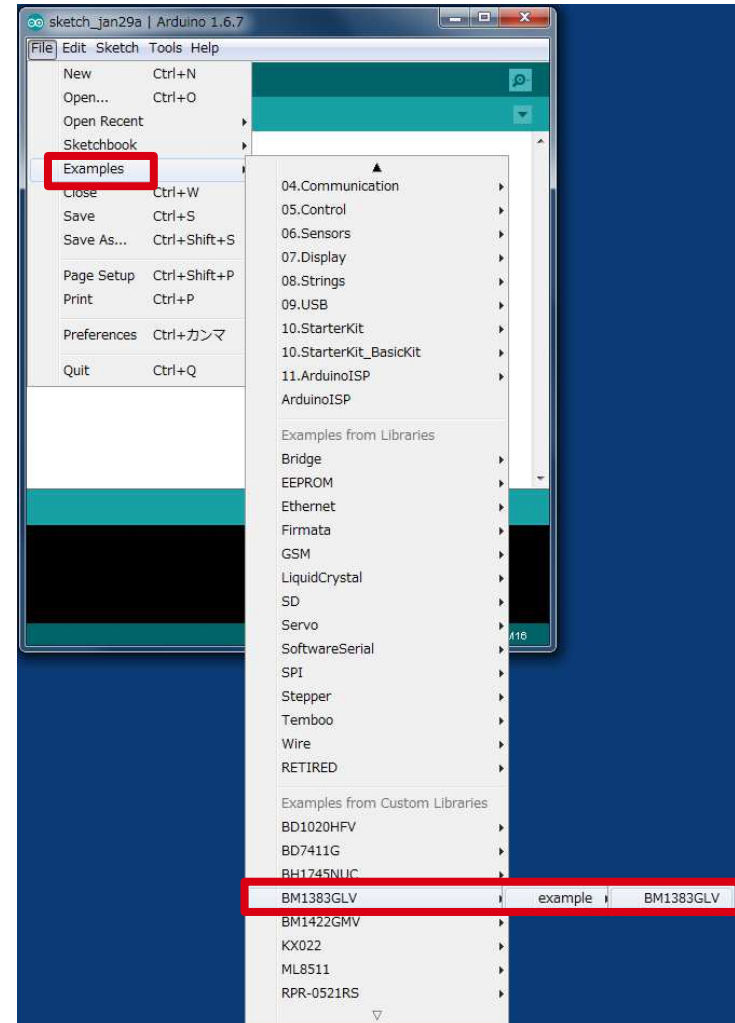 sketch_jan29a | Arduino 1.6.7
File Edit Sketch Tools Help
New Ctrl+N
Open... Ctrl+O
Open Recent
Sketchbook
Examples
Close Ctrl+W
Save Ctrl+S
Save As... Ctrl+Shift+S
Page Setup Ctrl+Shift+P
Print Ctrl+P
Preferences Ctrl+カンマ
Quit Ctrl+Q
04.Communication
05.Control
06.Sensors
07.Display
08.Strings
09.USB
10.StarterKit
10.StarterKit_BasicKit
11.ArduinoISP
ArduinoISP
Examples from Libraries
Bridge
EEPROM
Ethernet
Firmata
GSM
LiquidCrystal
SD
Servo
SoftwareSerial
SPI
Stepper
Temboo
Wire
RETIRED
Examples from Custom Libraries
BD1020HFV
BD7411G
BH1745NUC
BM1383GLV example BM1383GLV
BM1422GMV
KX022
ML8511
RPR-0521RS